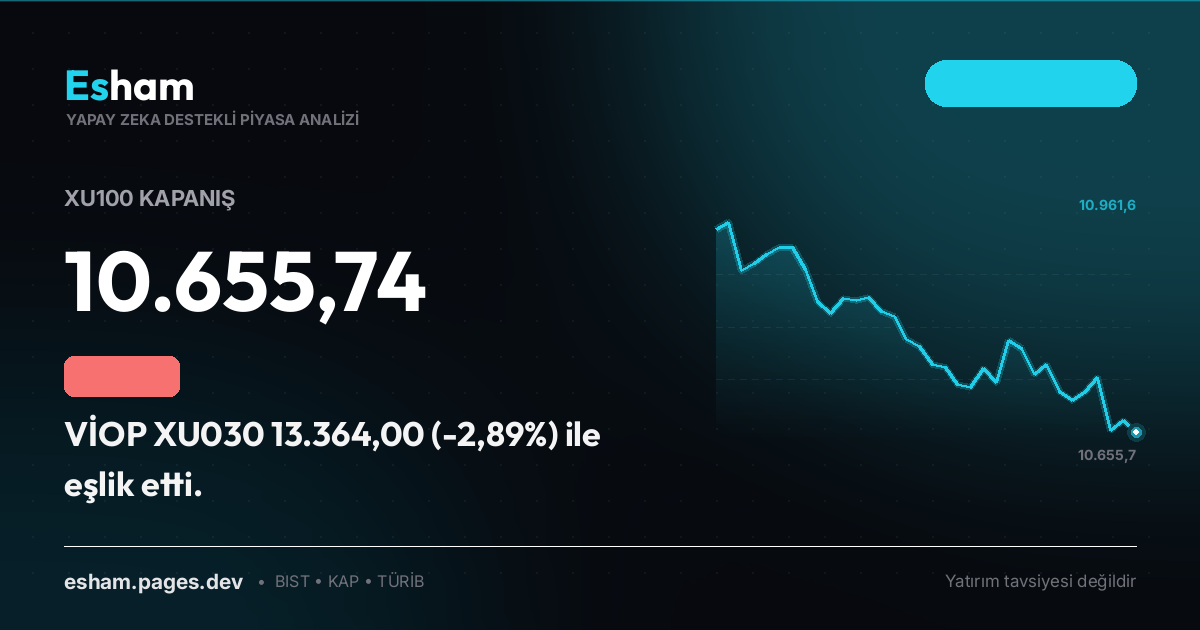 Esham
YAPAY ZEKA DESTEKLİ PİYASA ANALİZİ
XU100 KAPANIŞ
10.655,74
VİOP XU030 13.364,00 (-2,89%) ile
eşlik etti.
10.961,6
10.655,7
esham.pages.dev • BIST • KAP • TÜRİB
Yatırım tavsiyesi değildir